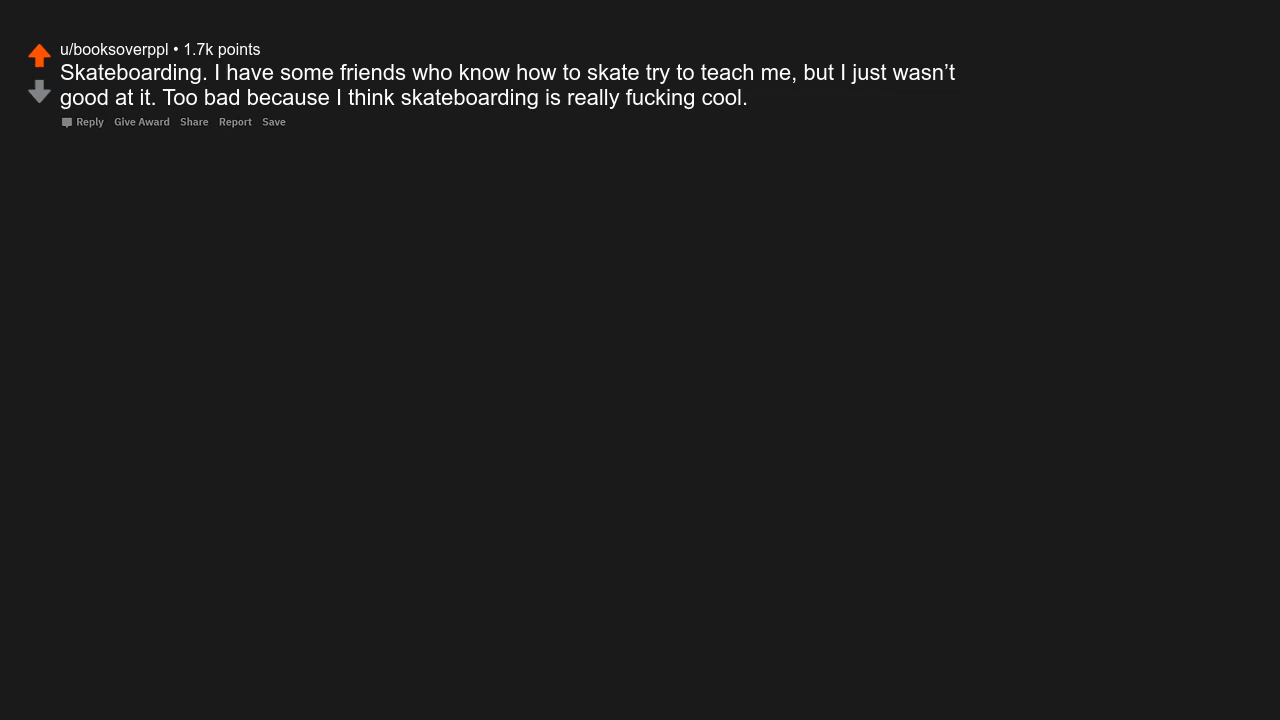 u/booksoverppl • 1.7k points
Skateboarding. I have some friends who know how to skate try to teach me, but I just wasn’t
good at it. Too bad because I think skateboarding is really fucking cool.
Reply Give Award Share Report Save